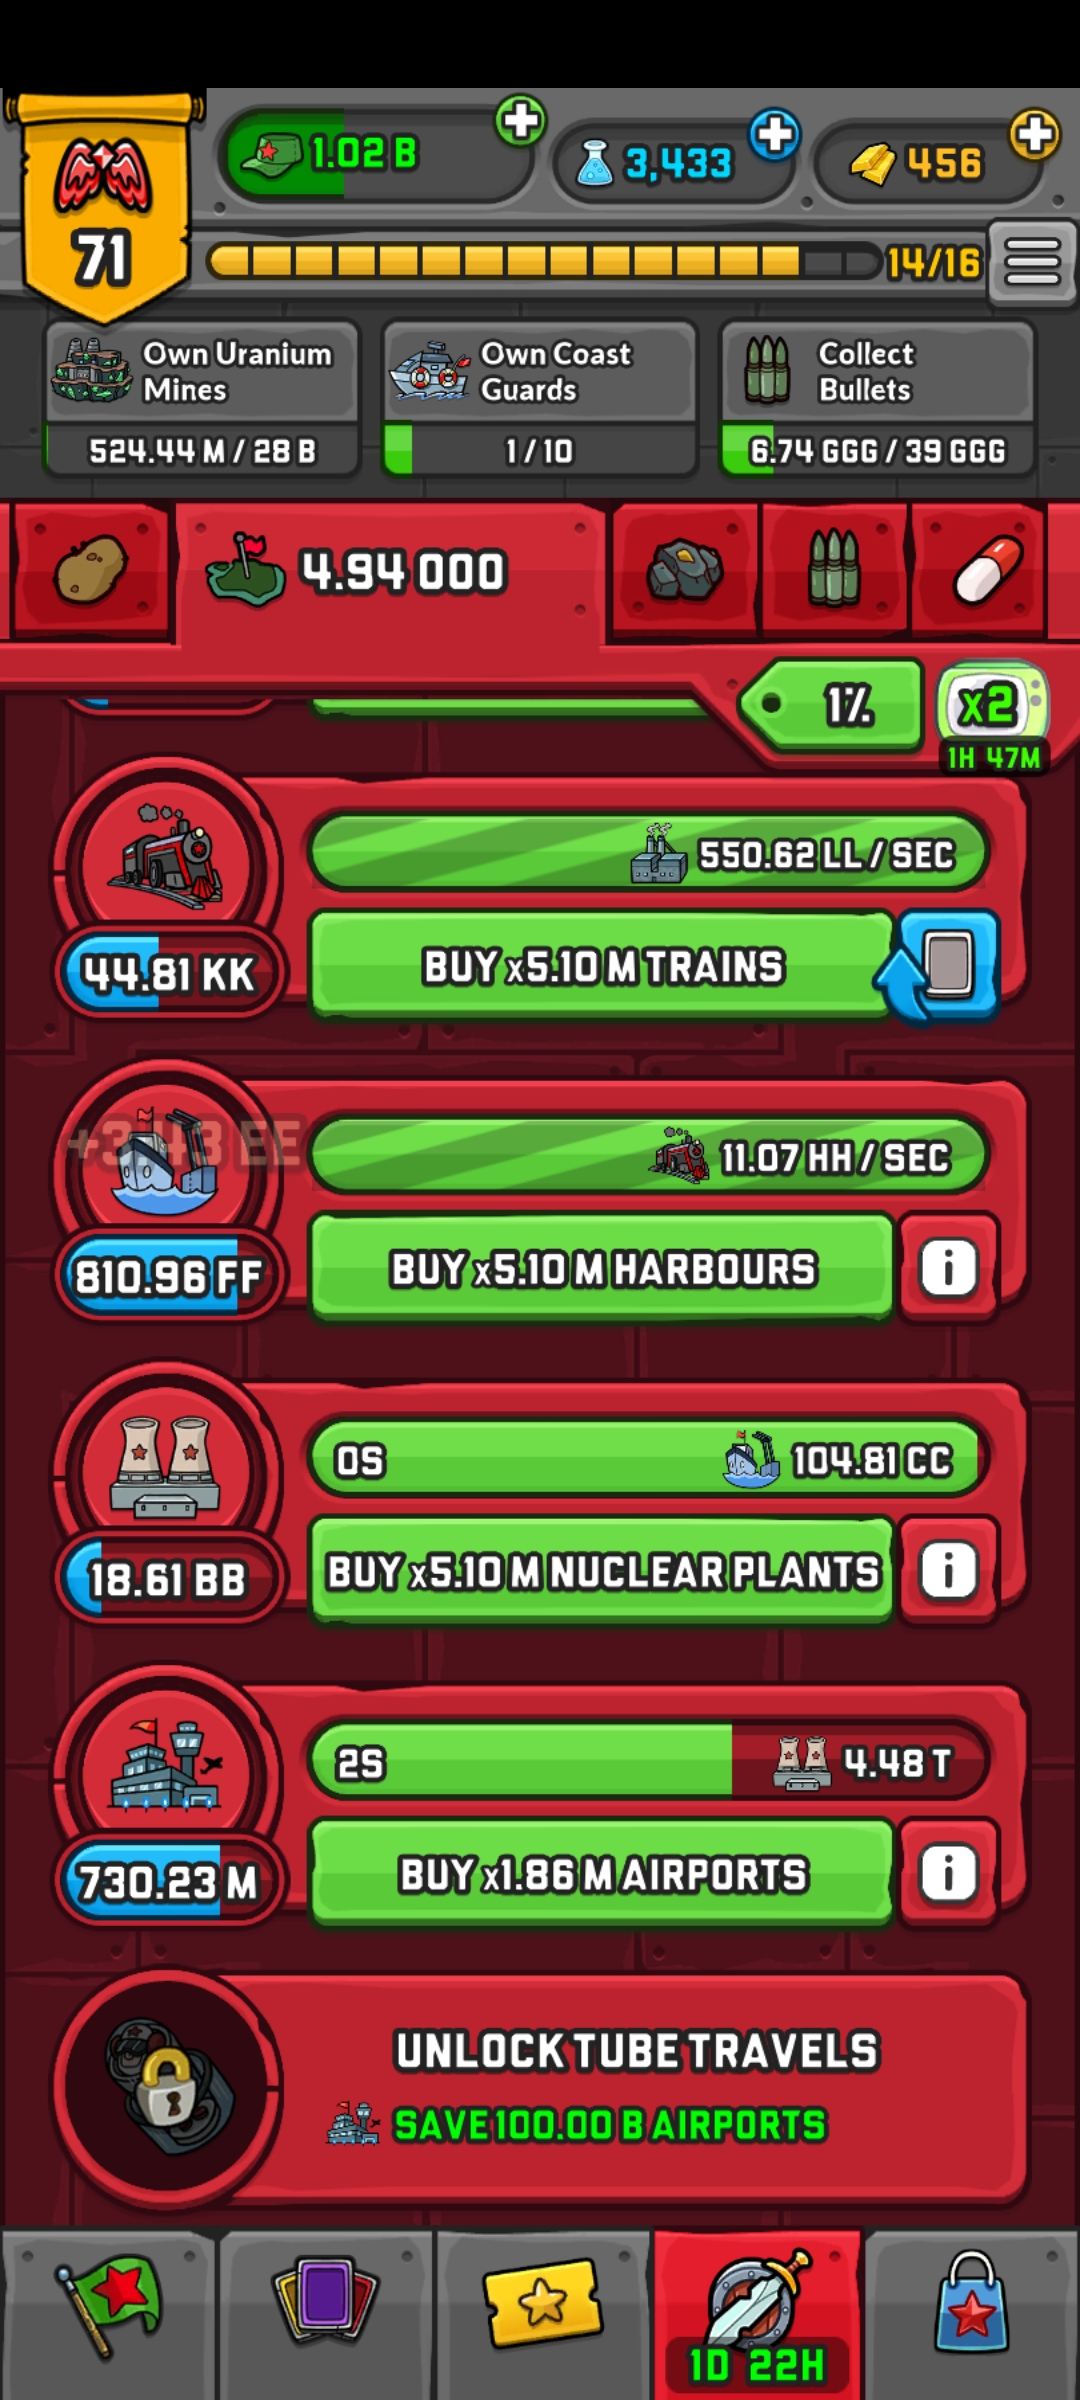 71
1.02 B
3,433
456
14/16
Own Uranium
Mines
524.44 M / 28 B
Own Coast
Guards
1 / 10
Collect
Bullets
6.74 GGG / 39 GGG
4.94 000
1%
x2
1H 47M
550.62 LL / SEC
44.81 KK
BUY x5.10 M TRAINS
+3.43 EE
11.07 HH / SEC
810.96 FF
BUY x5.10 M HARBOURS
i
0S
104.81 CC
18.61 BB
BUY x5.10 M NUCLEAR PLANTS
i
2S
4.48 T
730.23 M
BUY x1.86 M AIRPORTS
i
UNLOCK TUBE TRAVELS
SAVE 100.00 B AIRPORTS
1D 22H